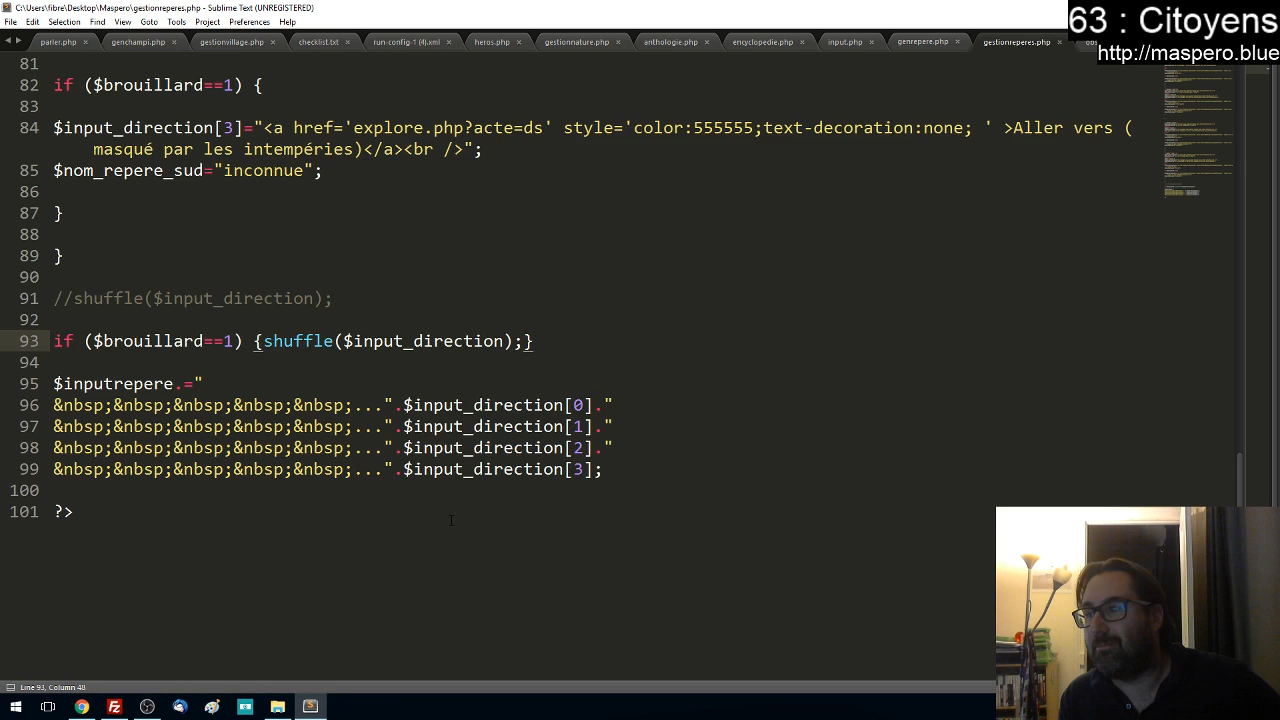 C:\Users\fibre\Desktop\Maspero\gestionreperes.php - Sublime Text (UNREGISTERED)
63 : Citoyens
File Edit Selection Find View Goto Tools Project Preferences Help
http://maspero.blue
parler.php × genchampi.php × gestionvillage.php × checklist.txt × run-config-1 (4).xml × heros.php × gestionnature.php × anthologie.php × encyclopedie.php × input.php × genrepere.php × gestionreperes.php ×
81
82 if ($brouillard==1) {
83
84 $input_direction[3]="<a href='explore.php?acte=ds' style='color:555555;text-decoration:none; ' >Aller vers (
masqué par les intempéries)</a><br />";
85 $nom_repere_sud="inconnue";
86
87 }
88
89 }
90
91 //shuffle($input_direction);
92
93 if ($brouillard==1) {shuffle($input_direction);}
94
95 $inputrepere.="
96 &nbsp;&nbsp;&nbsp;&nbsp;&nbsp;...".$input_direction[0]."
97 &nbsp;&nbsp;&nbsp;&nbsp;&nbsp;...".$input_direction[1]."
98 &nbsp;&nbsp;&nbsp;&nbsp;&nbsp;...".$input_direction[2]."
99 &nbsp;&nbsp;&nbsp;&nbsp;&nbsp;...".$input_direction[3];
100
101 ?>
Line 93, Column 48